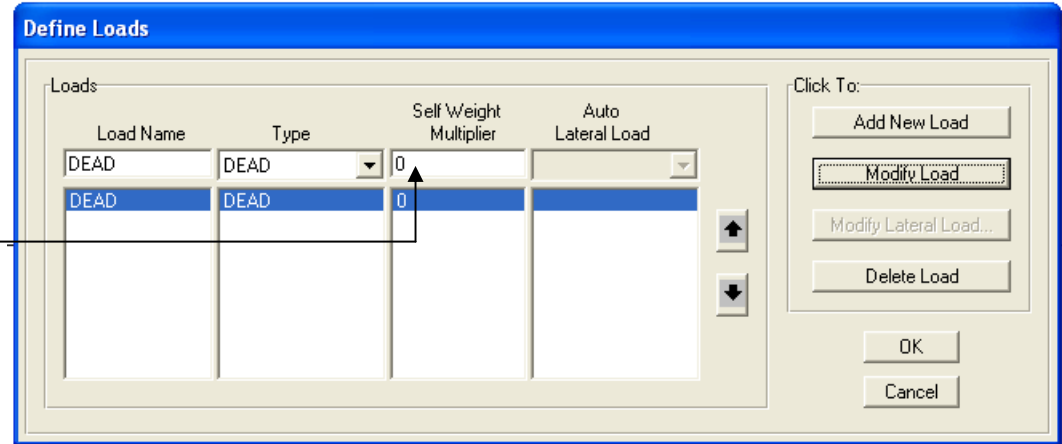 Define Loads
Loads
Load Name Type Self Weight Multiplier Auto Lateral Load
DEAD DEAD 0
DEAD DEAD 0
Click To:
Add New Load
Modify Load
Modify Lateral Load...
Delete Load
OK
Cancel